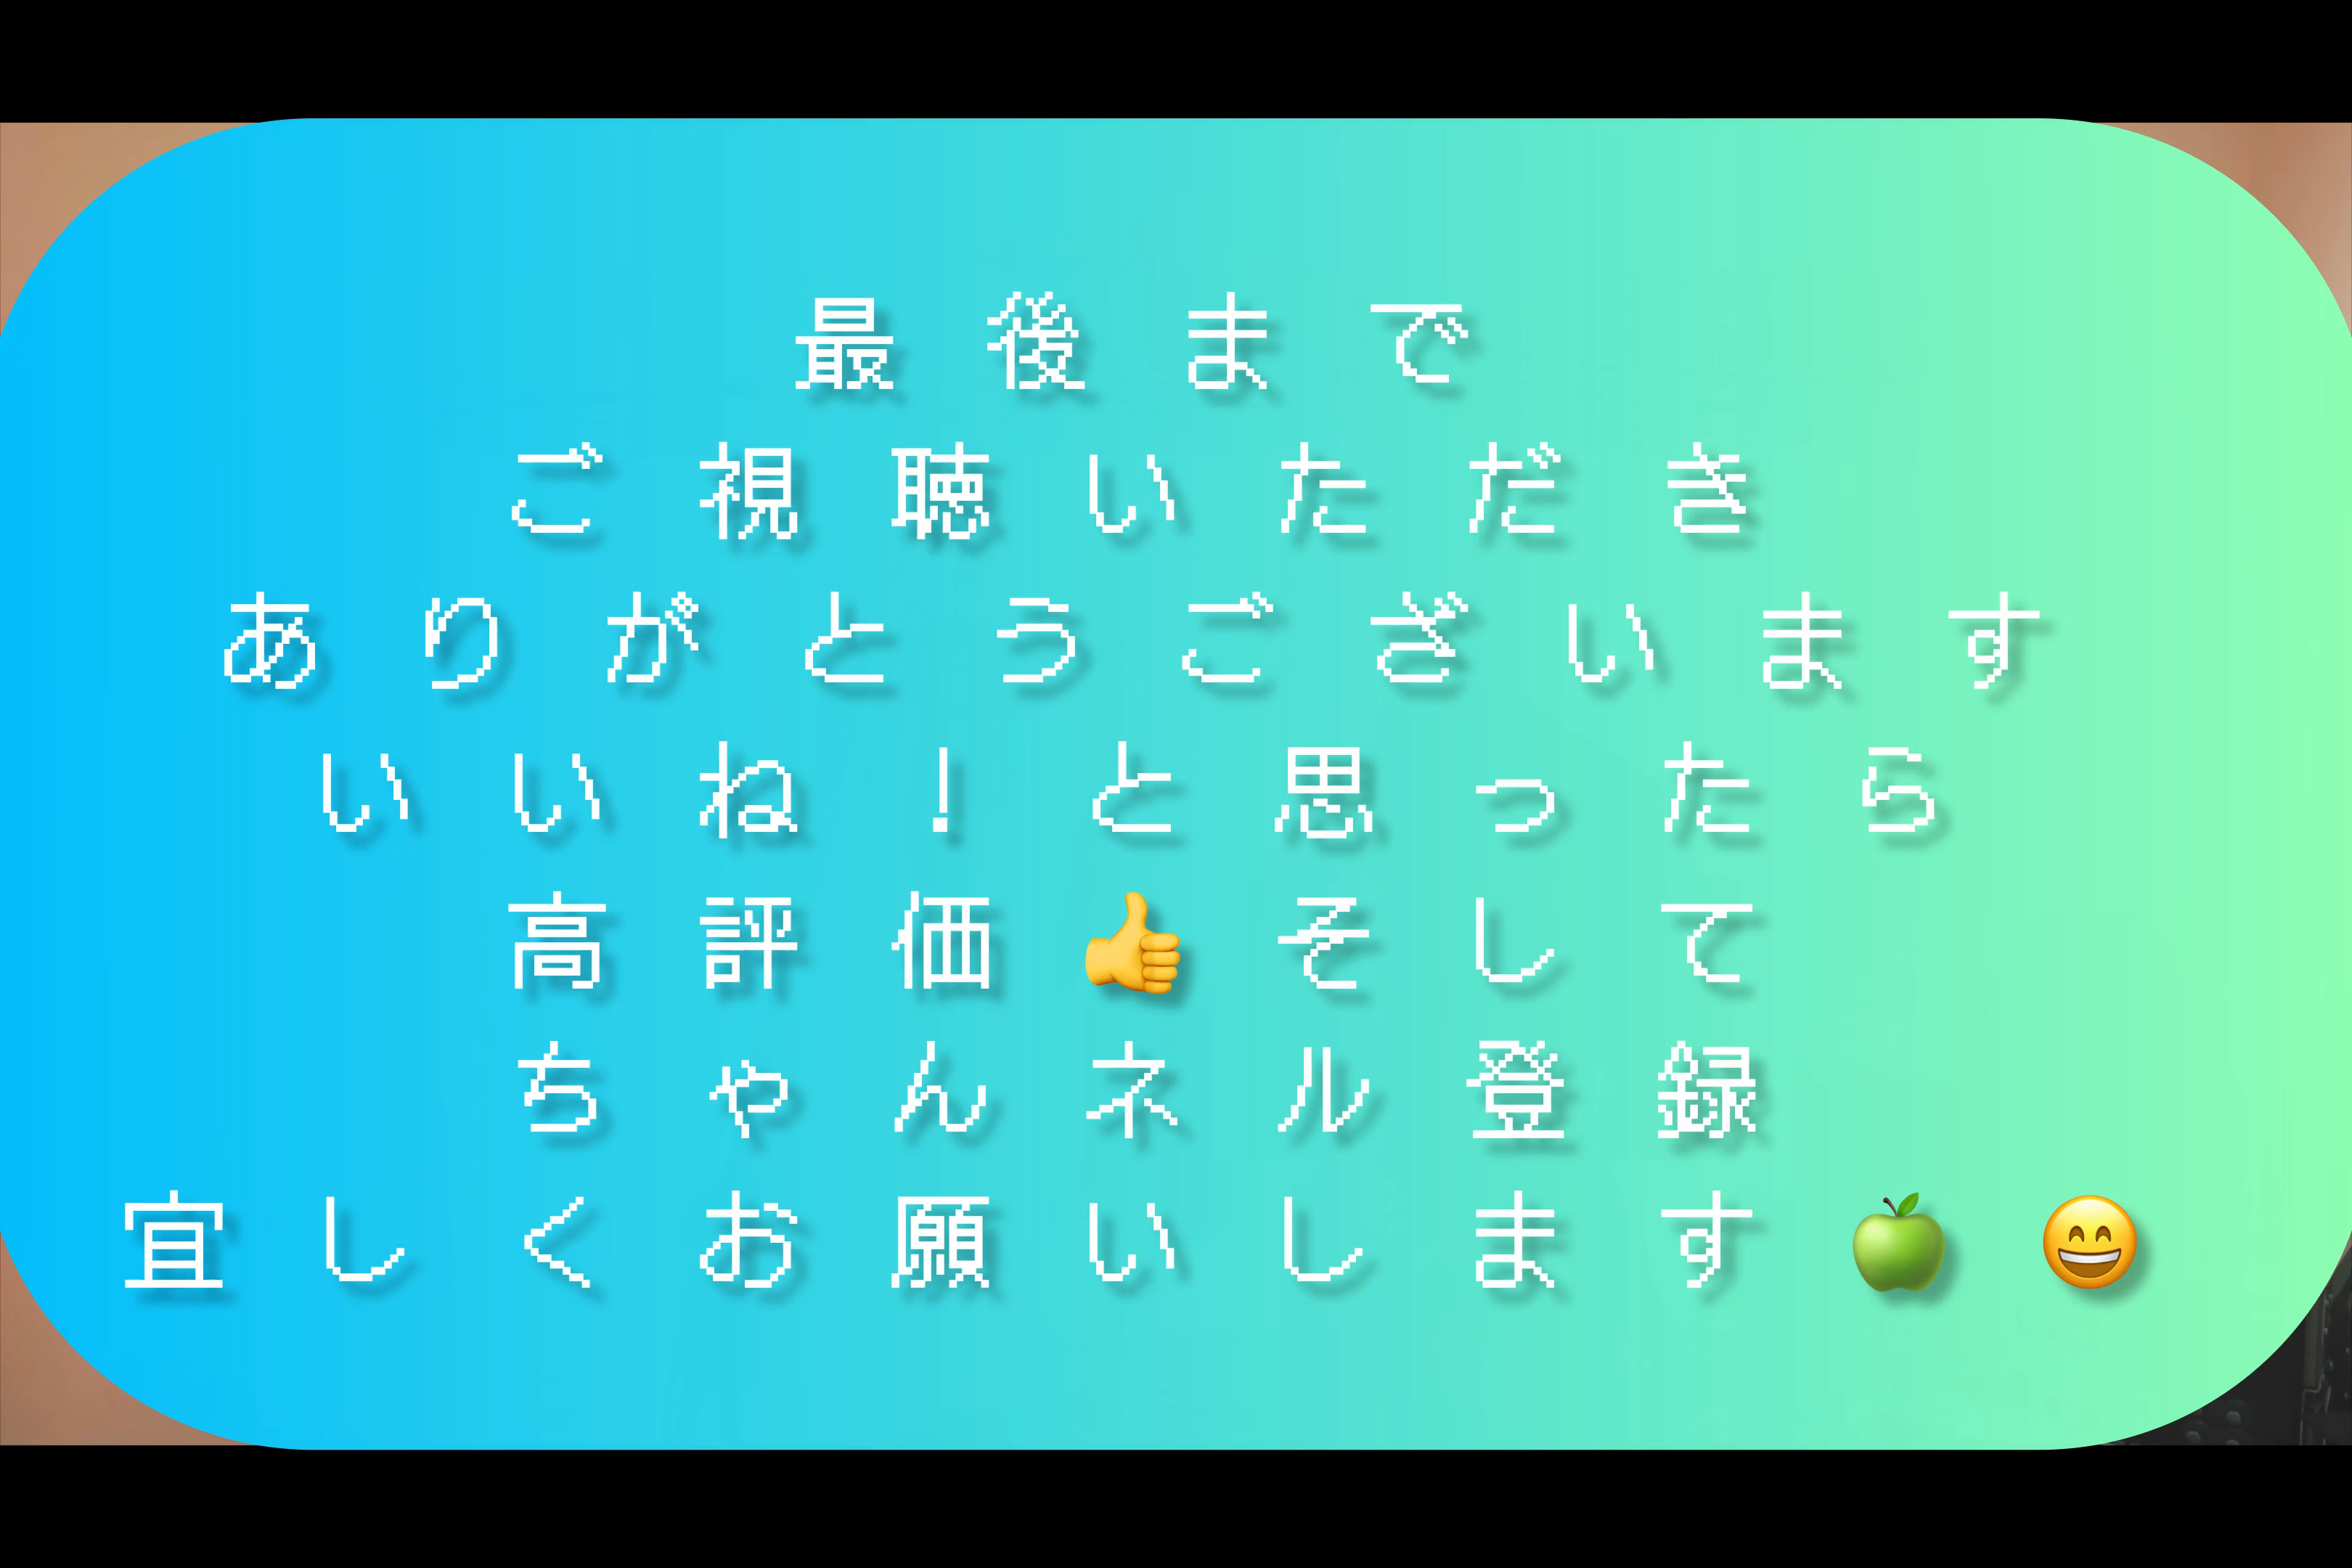 最後まで
ご視聴いただき
ありがとうございます
いいね！と思ったら
高評価👍そして
ちゃんネル登録
宜しくお願いします🍏😄